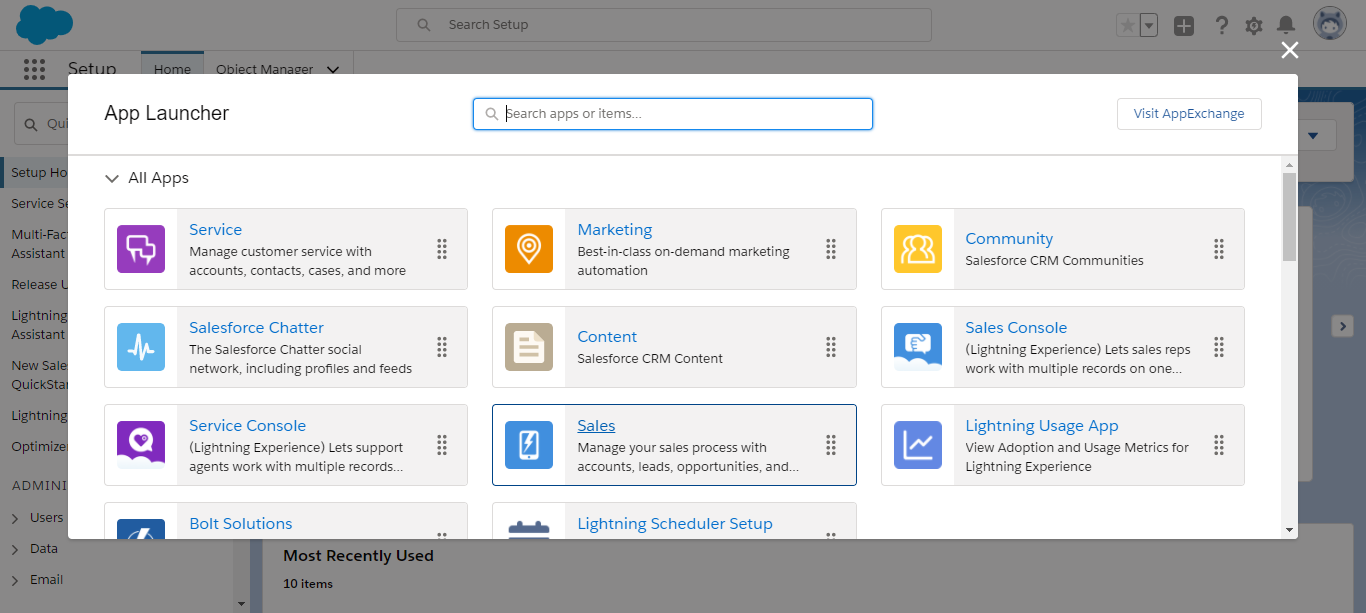 Search Setup
Setup
Home
Object Manager
App Launcher
Search apps or items...
Visit AppExchange
All Apps
Service
Manage customer service with
accounts, contacts, cases, and more
Marketing
Best-in-class on-demand marketing
automation
Community
Salesforce CRM Communities
Salesforce Chatter
The Salesforce Chatter social
network, including profiles and feeds
Content
Salesforce CRM Content
Sales Console
(Lightning Experience) Lets sales reps
work with multiple records on one...
Service Console
(Lightning Experience) Lets support
agents work with multiple records...
Sales
Manage your sales process with
accounts, leads, opportunities, and...
Lightning Usage App
View Adoption and Usage Metrics for
Lightning Experience
Bolt Solutions
Lightning Scheduler Setup
Qui
Setup Ho
Service Se
Multi-Fac
Assistant
Release U
Lightning
Assistant
New Sale
QuickStar
Lightning
Optimize
ADMINI
Users
Data
Email
Most Recently Used
10 items